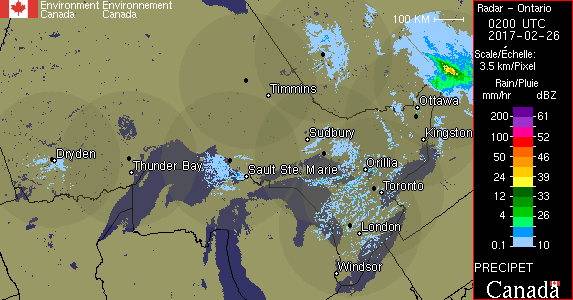 Environment Environnement
Canada Canada
100 KM
Timmins
Ottawa
Sudbury
Kingston
Dryden
Thunder Bay
Sault Ste. Marie
Orillia
Toronto
London
Windsor
Radar - Ontario
0200 UTC
2017-02-26
Scale/Échelle:
3.5 km/Pixel
Rain/Pluie
mm/hr dBZ
200 61
100 52
50 46
24 39
12 33
4 26
0.1 10
PRECIPET
Canada